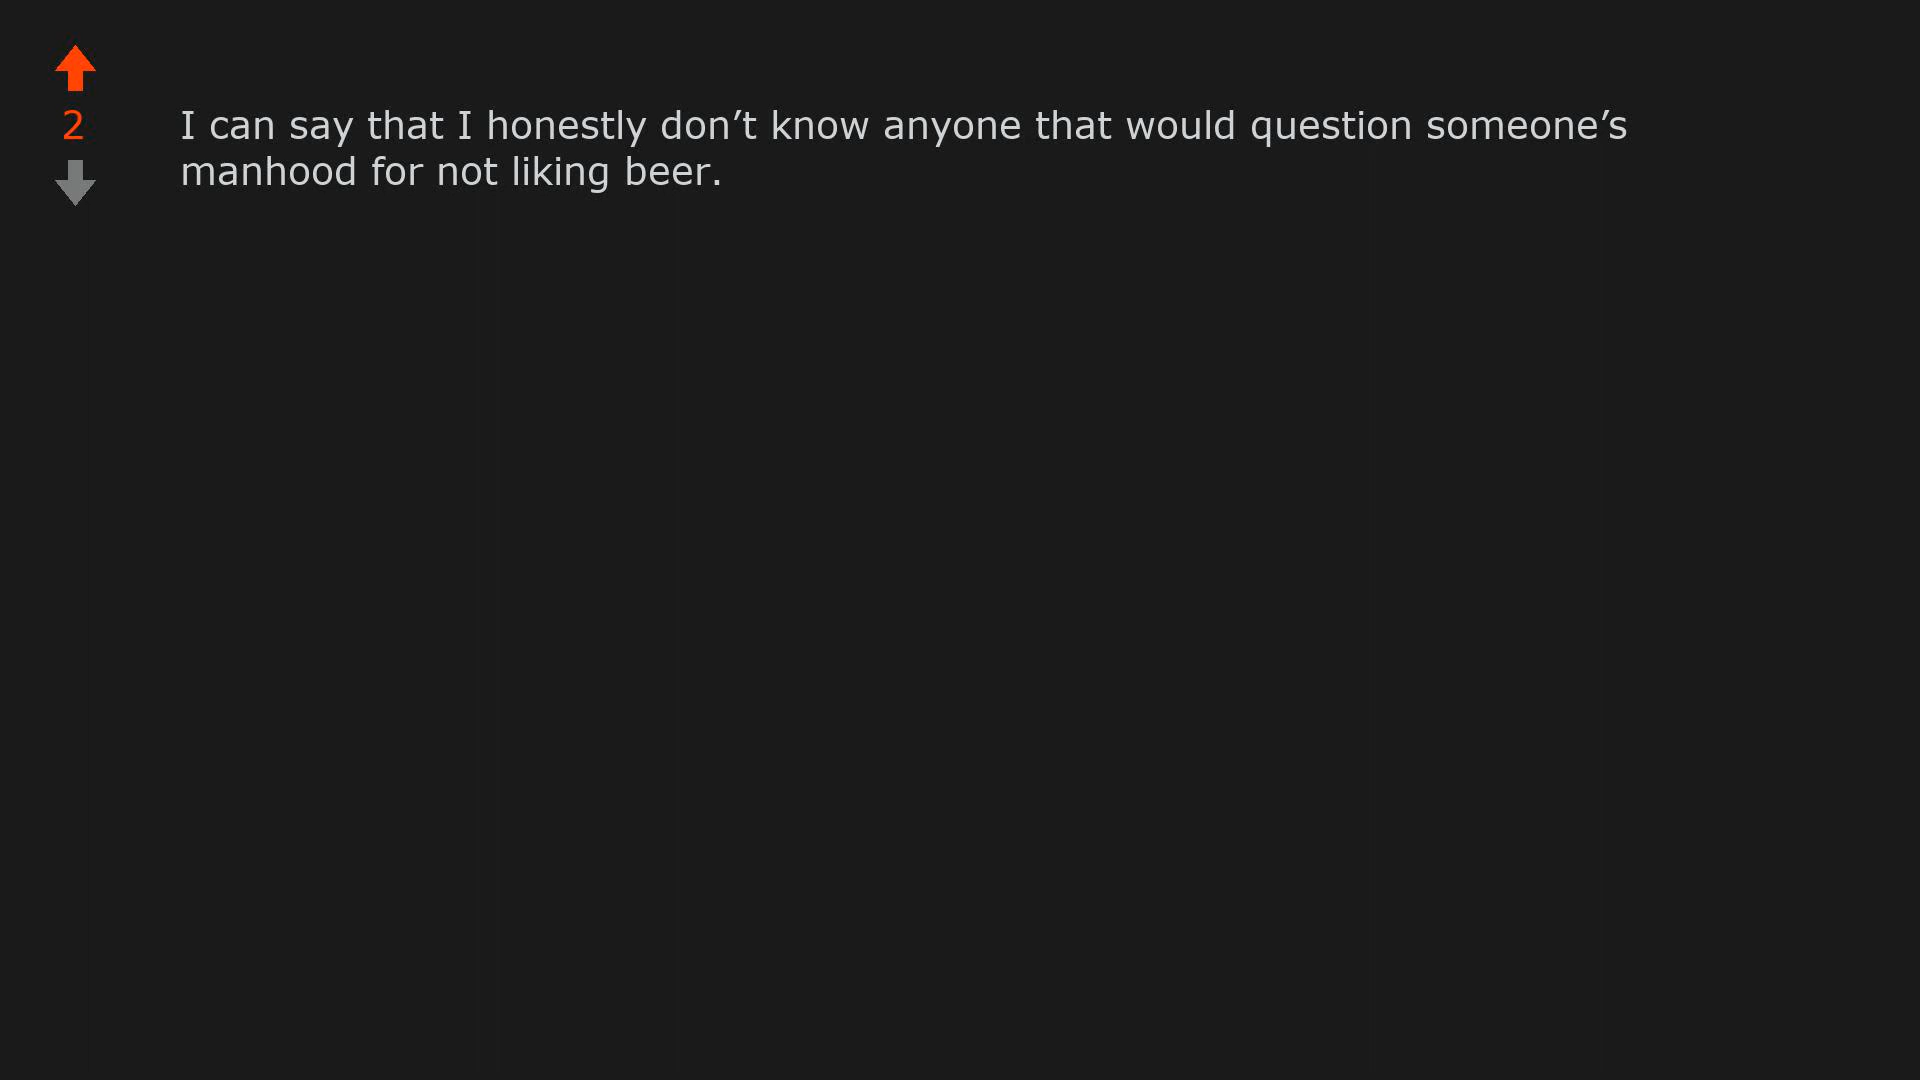 2
I can say that I honestly don’t know anyone that would question someone’s
manhood for not liking beer.